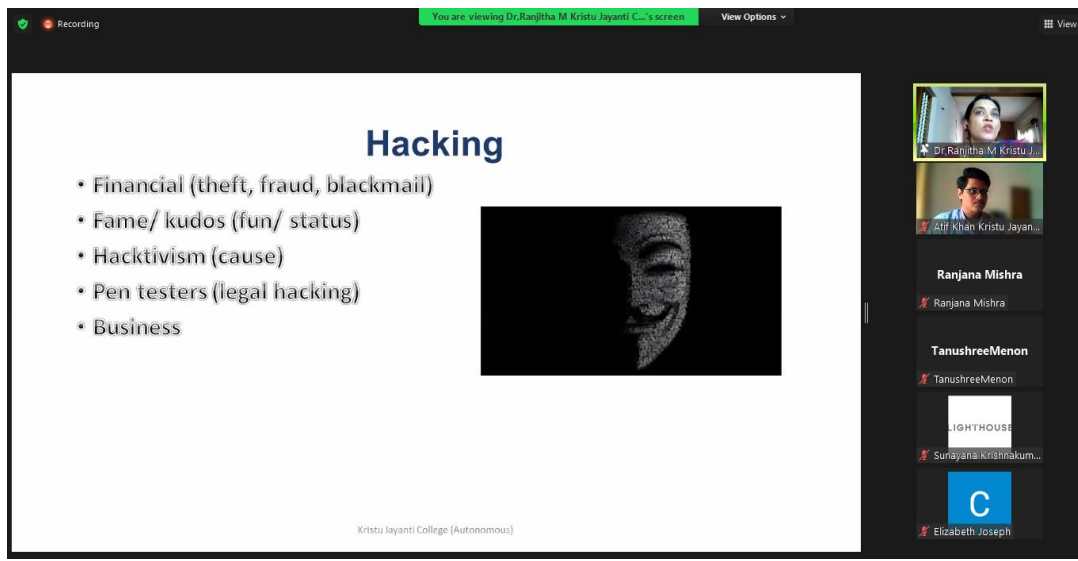 Recording
You are viewing Dr,Ranjitha M Kristu Jayanti C...'s screen
View Options
View
Hacking
• Financial (theft, fraud, blackmail)
• Fame/ kudos (fun/ status)
• Hacktivism (cause)
• Pen testers (legal hacking)
• Business
Kristu Jayanti College (Autonomous)
Dr,Ranjitha M Kristu J...
Atif Khan Kristu Jayan...
Ranjana Mishra
Ranjana Mishra
TanushreeMenon
TanushreeMenon
LIGHTHOUSE
Sunayana Krishnakum...
C
Elizabeth Joseph